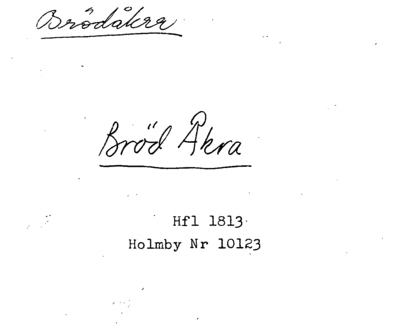 Brödåkra
Bröd Åkra
Hfl 1813
Holmby Nr 10123